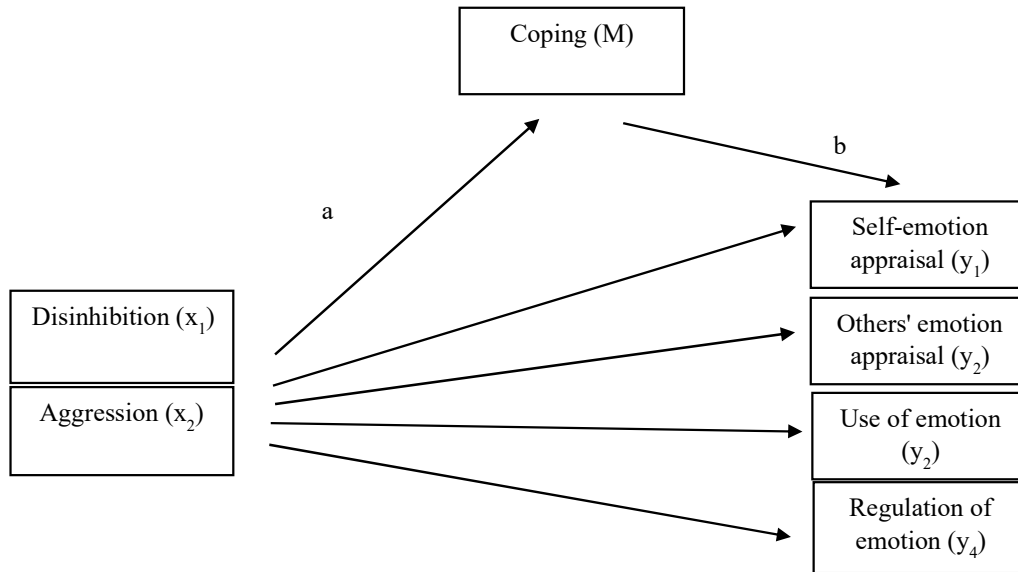 Coping (M)
b
a
Self-emotion
appraisal (y₁)
Disinhibition (x₁)
Others' emotion
appraisal (y₂)
Aggression (x₂)
Use of emotion
(y₂)
Regulation of
emotion (y₄)